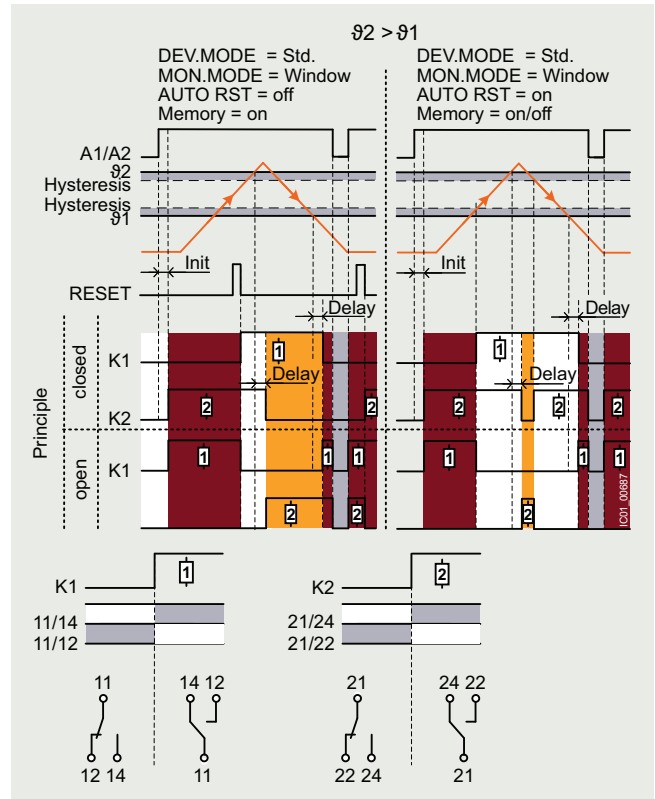 ϑ2 > ϑ1
DEV.MODE = Std.
MON.MODE = Window
AUTO RST = off
Memory = on
DEV.MODE = Std.
MON.MODE = Window
AUTO RST = on
Memory = on/off
A1/A2
ϑ2
Hysteresis
Hysteresis
ϑ1
Init
Init
RESET
Delay
Delay
Principle
closed
K1
1
1
Delay
Delay
K2
2
2
2
2
2
open
K1
1
1
1
1
1
1
2
2
2
IC01_00687
K1
1
K2
2
11/14
11/12
21/24
21/22
11
14 12
21
24 22
12 14
11
22 24
21